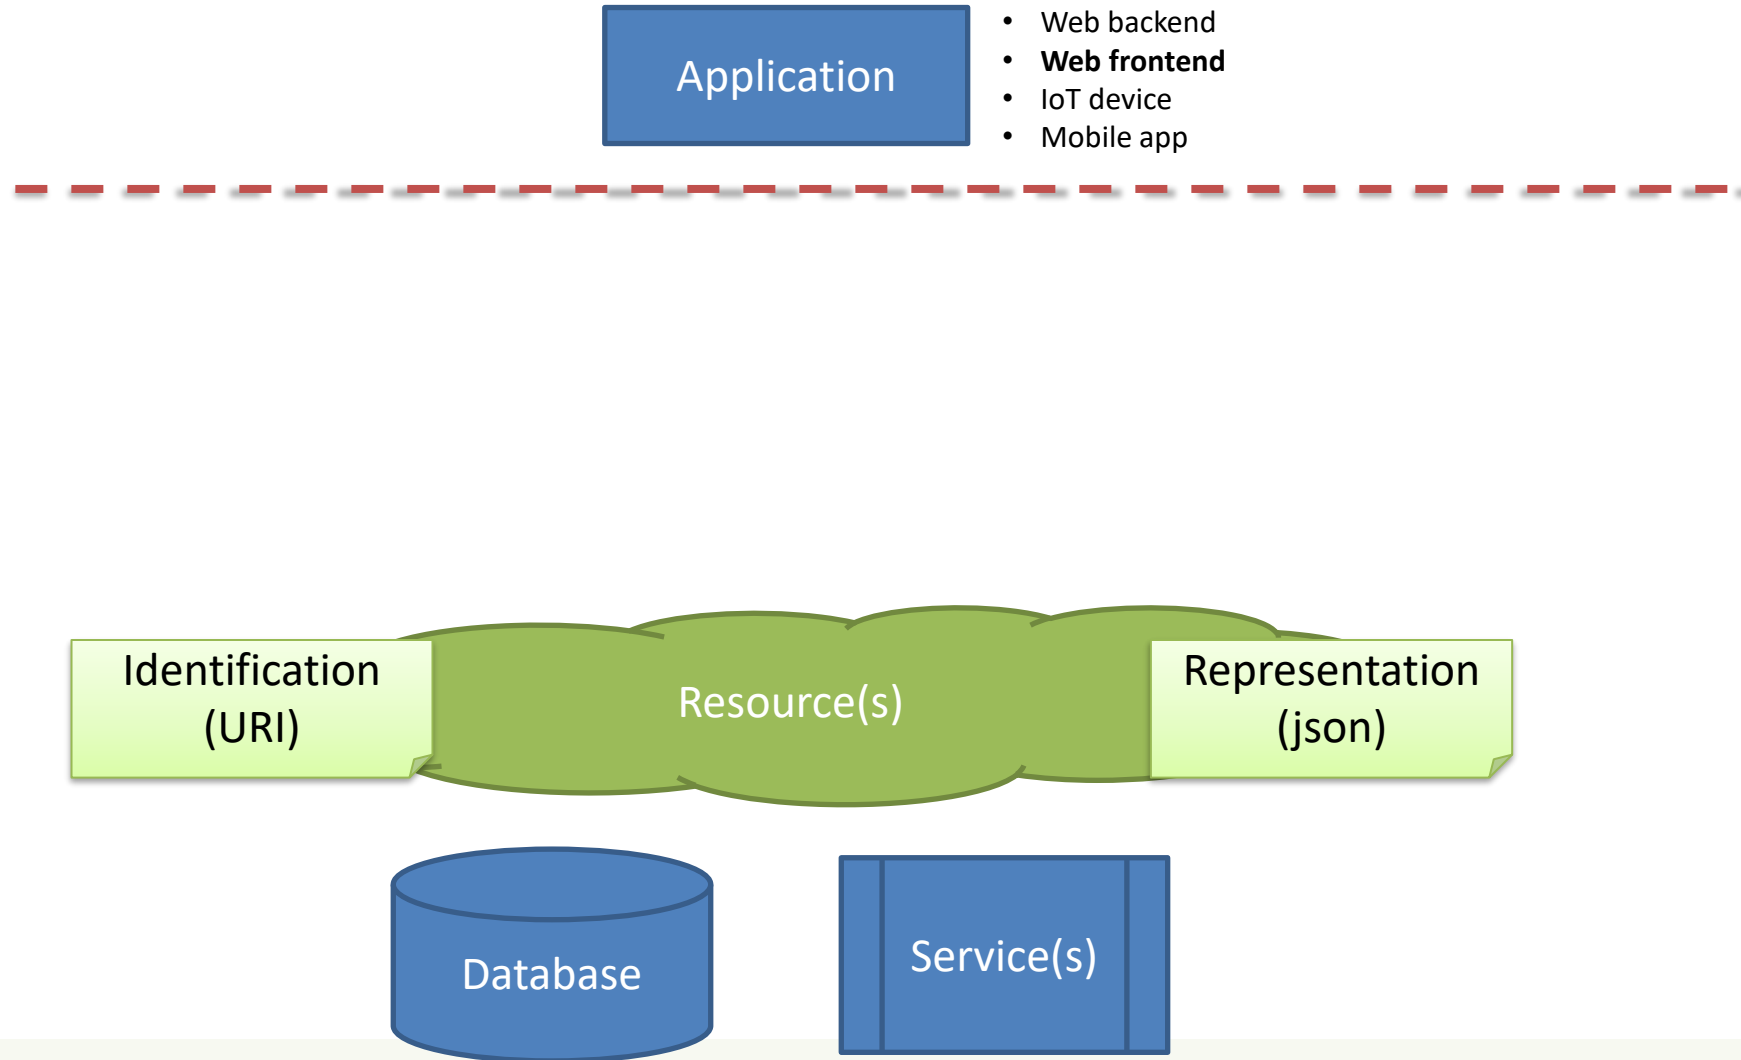 Application
• Web backend
• Web frontend
• IoT device
• Mobile app
Identification
(URI)
Resource(s)
Representation
(json)
Database
Service(s)